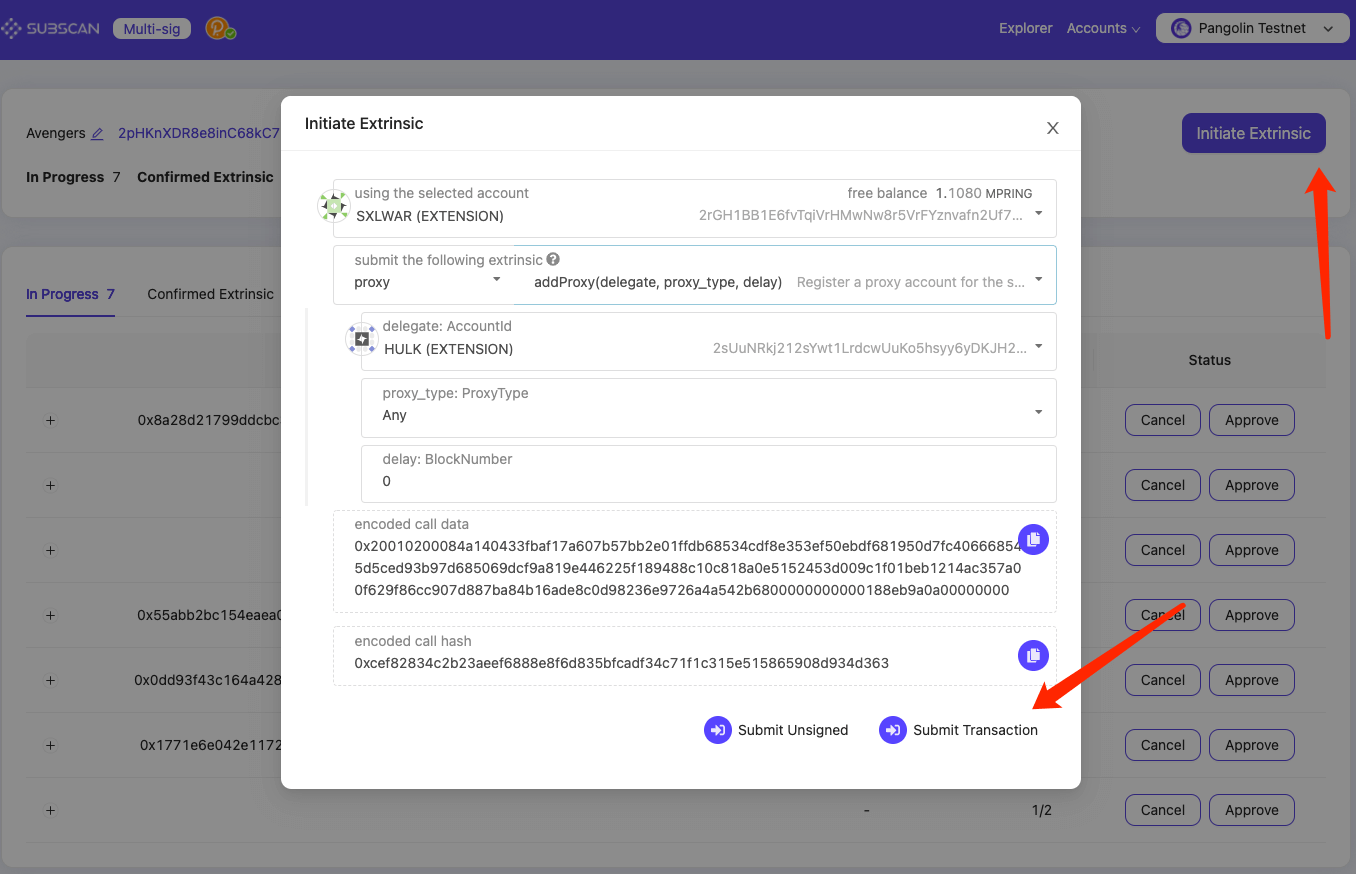 SUBSCAN Multi-sig Explorer Accounts Pangolin Testnet
Avengers 2pHKnXDR8e8inC68kC7
Initiate Extrinsic
In Progress 7 Confirmed Extrinsic
In Progress 7 Confirmed Extrinsic
Status
0x8a28d21799ddcbc Cancel Approve
Cancel Approve
Cancel Approve
0x55abb2bc154eaea0 Cancel Approve
0x0dd93f43c164a428 Cancel Approve
0x1771e6e042e1172 Cancel Approve
- 1/2 Cancel Approve
Initiate Extrinsic X
using the selected account free balance 1.1080 MPRING
SXLWAR (EXTENSION) 2rGH1BB1E6fvTqiVrHMwNw8r5VrFYznvafn2Uf7...
submit the following extrinsic ?
proxy addProxy(delegate, proxy_type, delay) Register a proxy account for the s...
delegate: AccountId
HULK (EXTENSION) 2sUuNRkj212sYwt1LrdcwUuKo5hsyy6yDKJH2...
proxy_type: ProxyType
Any
delay: BlockNumber
0
encoded call data
0x20010200084a140433fbaf17a607b57bb2e01ffdb68534cdf8e353ef50ebdf681950d7fc40666854
5d5ced93b97d685069dcf9a819e446225f189488c10c818a0e5152453d009c1f01beb1214ac357a0
0f629f86cc907d887ba84b16ade8c0d98236e9726a4a542b6800000000000188eb9a0a00000000
encoded call hash
0xcef82834c2b23aeef6888e8f6d835bfcadf34c71f1c315e515865908d934d363
Submit Unsigned Submit Transaction